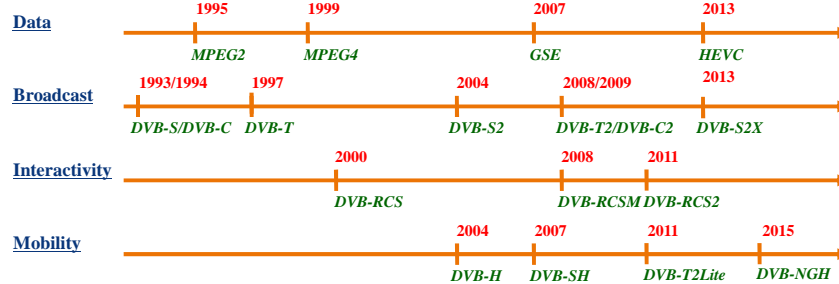 1995 1999 2007 2013
Data
MPEG2 MPEG4 GSE HEVC
1993/1994 1997 2004 2008/2009 2013
Broadcast
DVB-S/DVB-C DVB-T DVB-S2 DVB-T2/DVB-C2 DVB-S2X
2000 2008 2011
Interactivity
DVB-RCS DVB-RCSM DVB-RCS2
2004 2007 2011 2015
Mobility
DVB-H DVB-SH DVB-T2Lite DVB-NGH